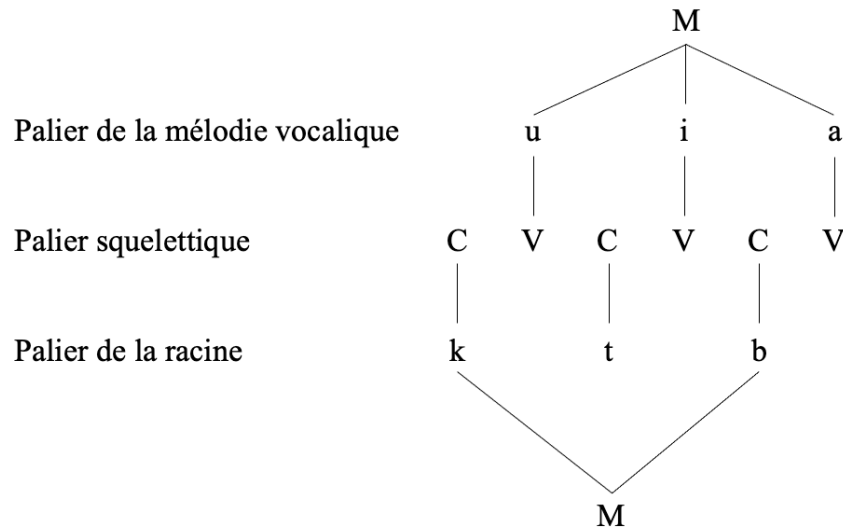 M
Palier de la mélodie vocalique u i a
Palier squelettique C V C V C V
Palier de la racine k t b
M